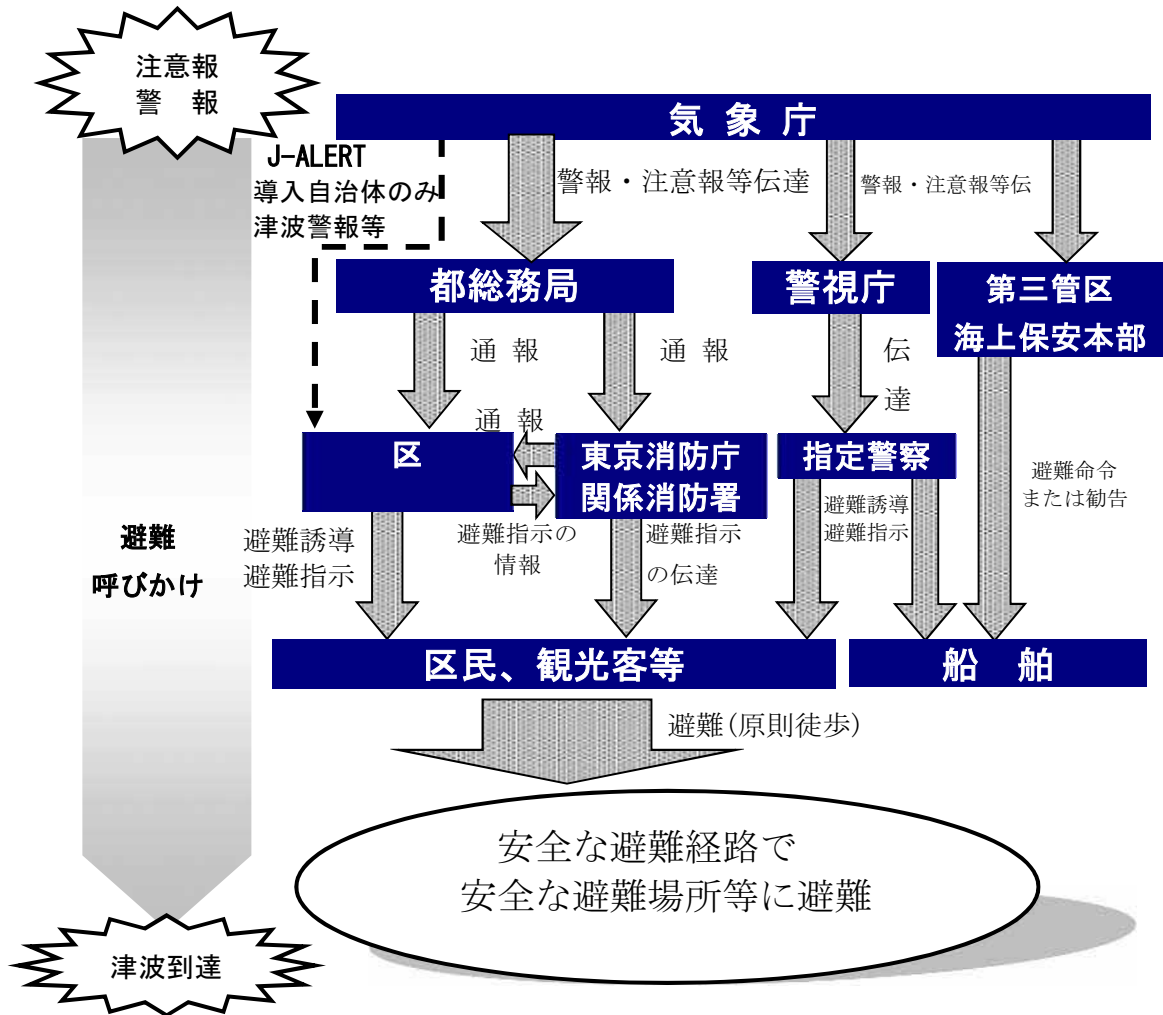 注意報
警 報
気 象 庁
J-ALERT
導入自治体のみ
津波警報等
警報・注意報等伝達
警報・注意報等伝
都総務局
警視庁
第三管区
海上保安本部
通 報
通 報
伝
達
通 報
区
東京消防庁
関係消防署
指定警察
避難命令
または勧告
避難
呼びかけ
避難誘導
避難指示
避難指示の
情報
避難指示
の伝達
避難誘導
避難指示
区民、観光客等
船 舶
避難(原則徒歩)
安全な避難経路で
安全な避難場所等に避難
津波到達